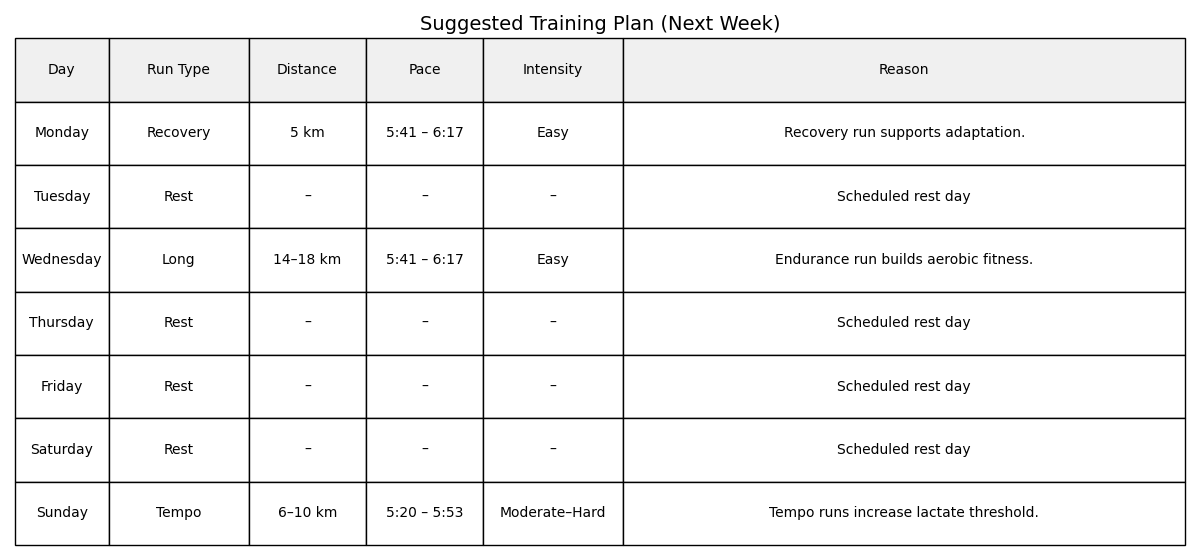 Suggested Training Plan (Next Week)
Day Run Type Distance Pace Intensity Reason
Monday Recovery 5 km 5:41 – 6:17 Easy Recovery run supports adaptation.
Tuesday Rest – – – Scheduled rest day
Wednesday Long 14–18 km 5:41 – 6:17 Easy Endurance run builds aerobic fitness.
Thursday Rest – – – Scheduled rest day
Friday Rest – – – Scheduled rest day
Saturday Rest – – – Scheduled rest day
Sunday Tempo 6–10 km 5:20 – 5:53 Moderate–Hard Tempo runs increase lactate threshold.